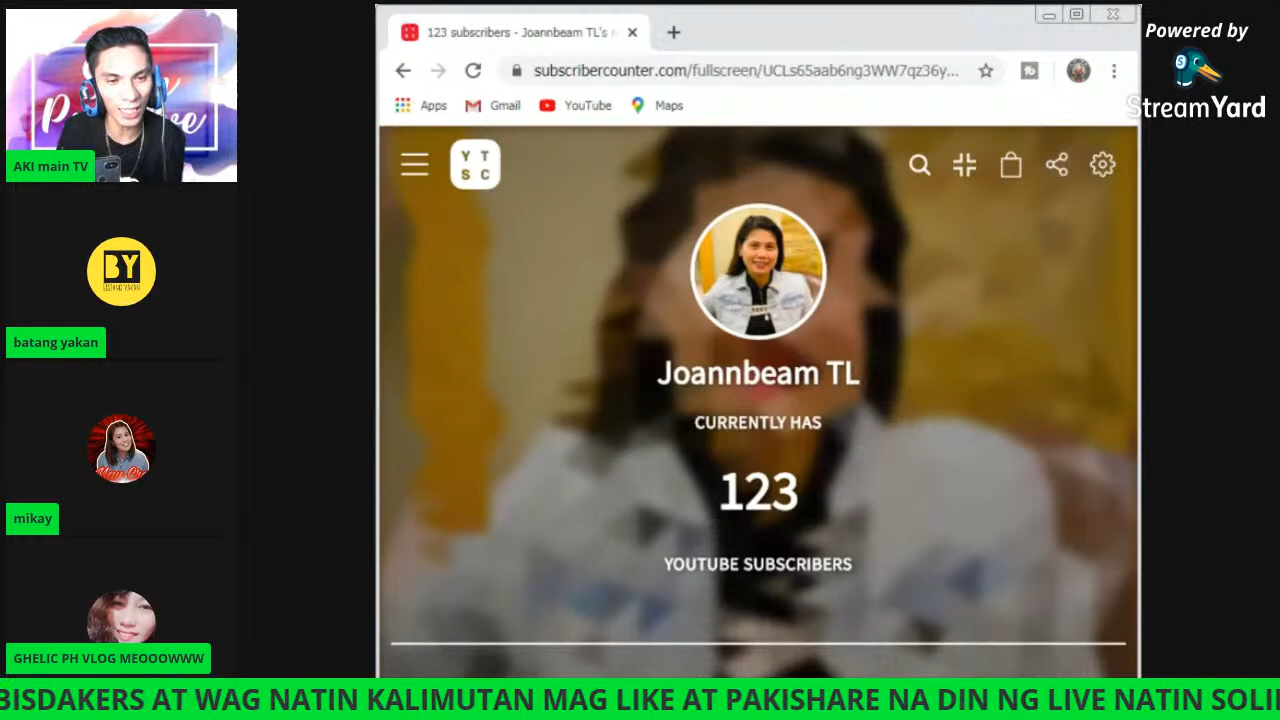 123 subscribers - Joannbeam TL's
subscribercounter.com/fullscreen/UCLs65aab6ng3WW7qz36y...
Apps
Gmail
YouTube
Maps
Powered by
StreamYard
AKI main TV
BY
batang yakan
mikay
GHELIC PH VLOG MEOOOWWW
Y T
S C
Joannbeam TL
CURRENTLY HAS
123
YOUTUBE SUBSCRIBERS
BISDAKERS AT WAG NATIN KALIMUTAN MAG LIKE AT PAKISHARE NA DIN NG LIVE NATIN